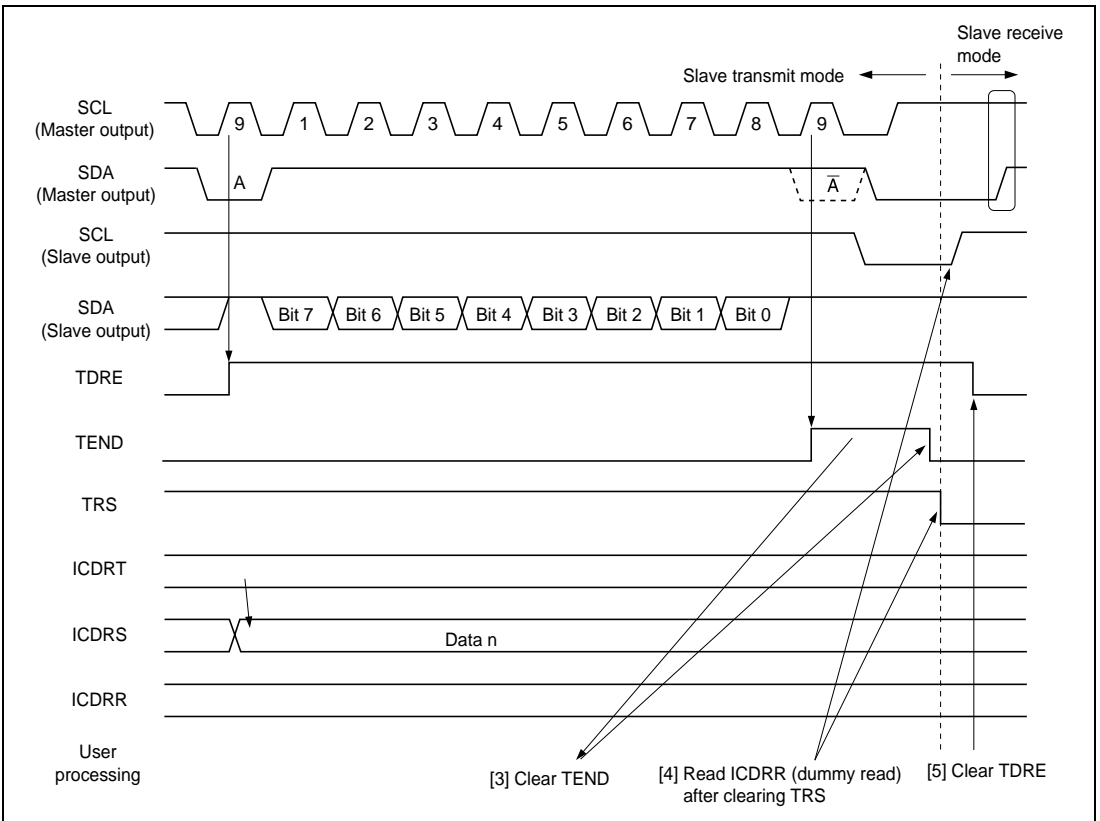 Slave receive
mode
Slave transmit mode
SCL
(Master output)
9 1 2 3 4 5 6 7 8 9
SDA
(Master output)
A A̅
SCL
(Slave output)
SDA
(Slave output)
Bit 7 Bit 6 Bit 5 Bit 4 Bit 3 Bit 2 Bit 1 Bit 0
TDRE
TEND
TRS
ICDRT
ICDRS
Data n
ICDRR
User
processing
[3] Clear TEND
[4] Read ICDRR (dummy read)
after clearing TRS
[5] Clear TDRE